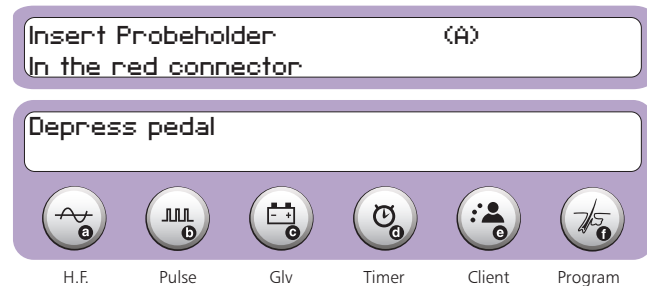 Insert Probeholder (A)
In the red connector
Depress pedal
a b c d e f
H.F. Pulse Glv Timer Client Program